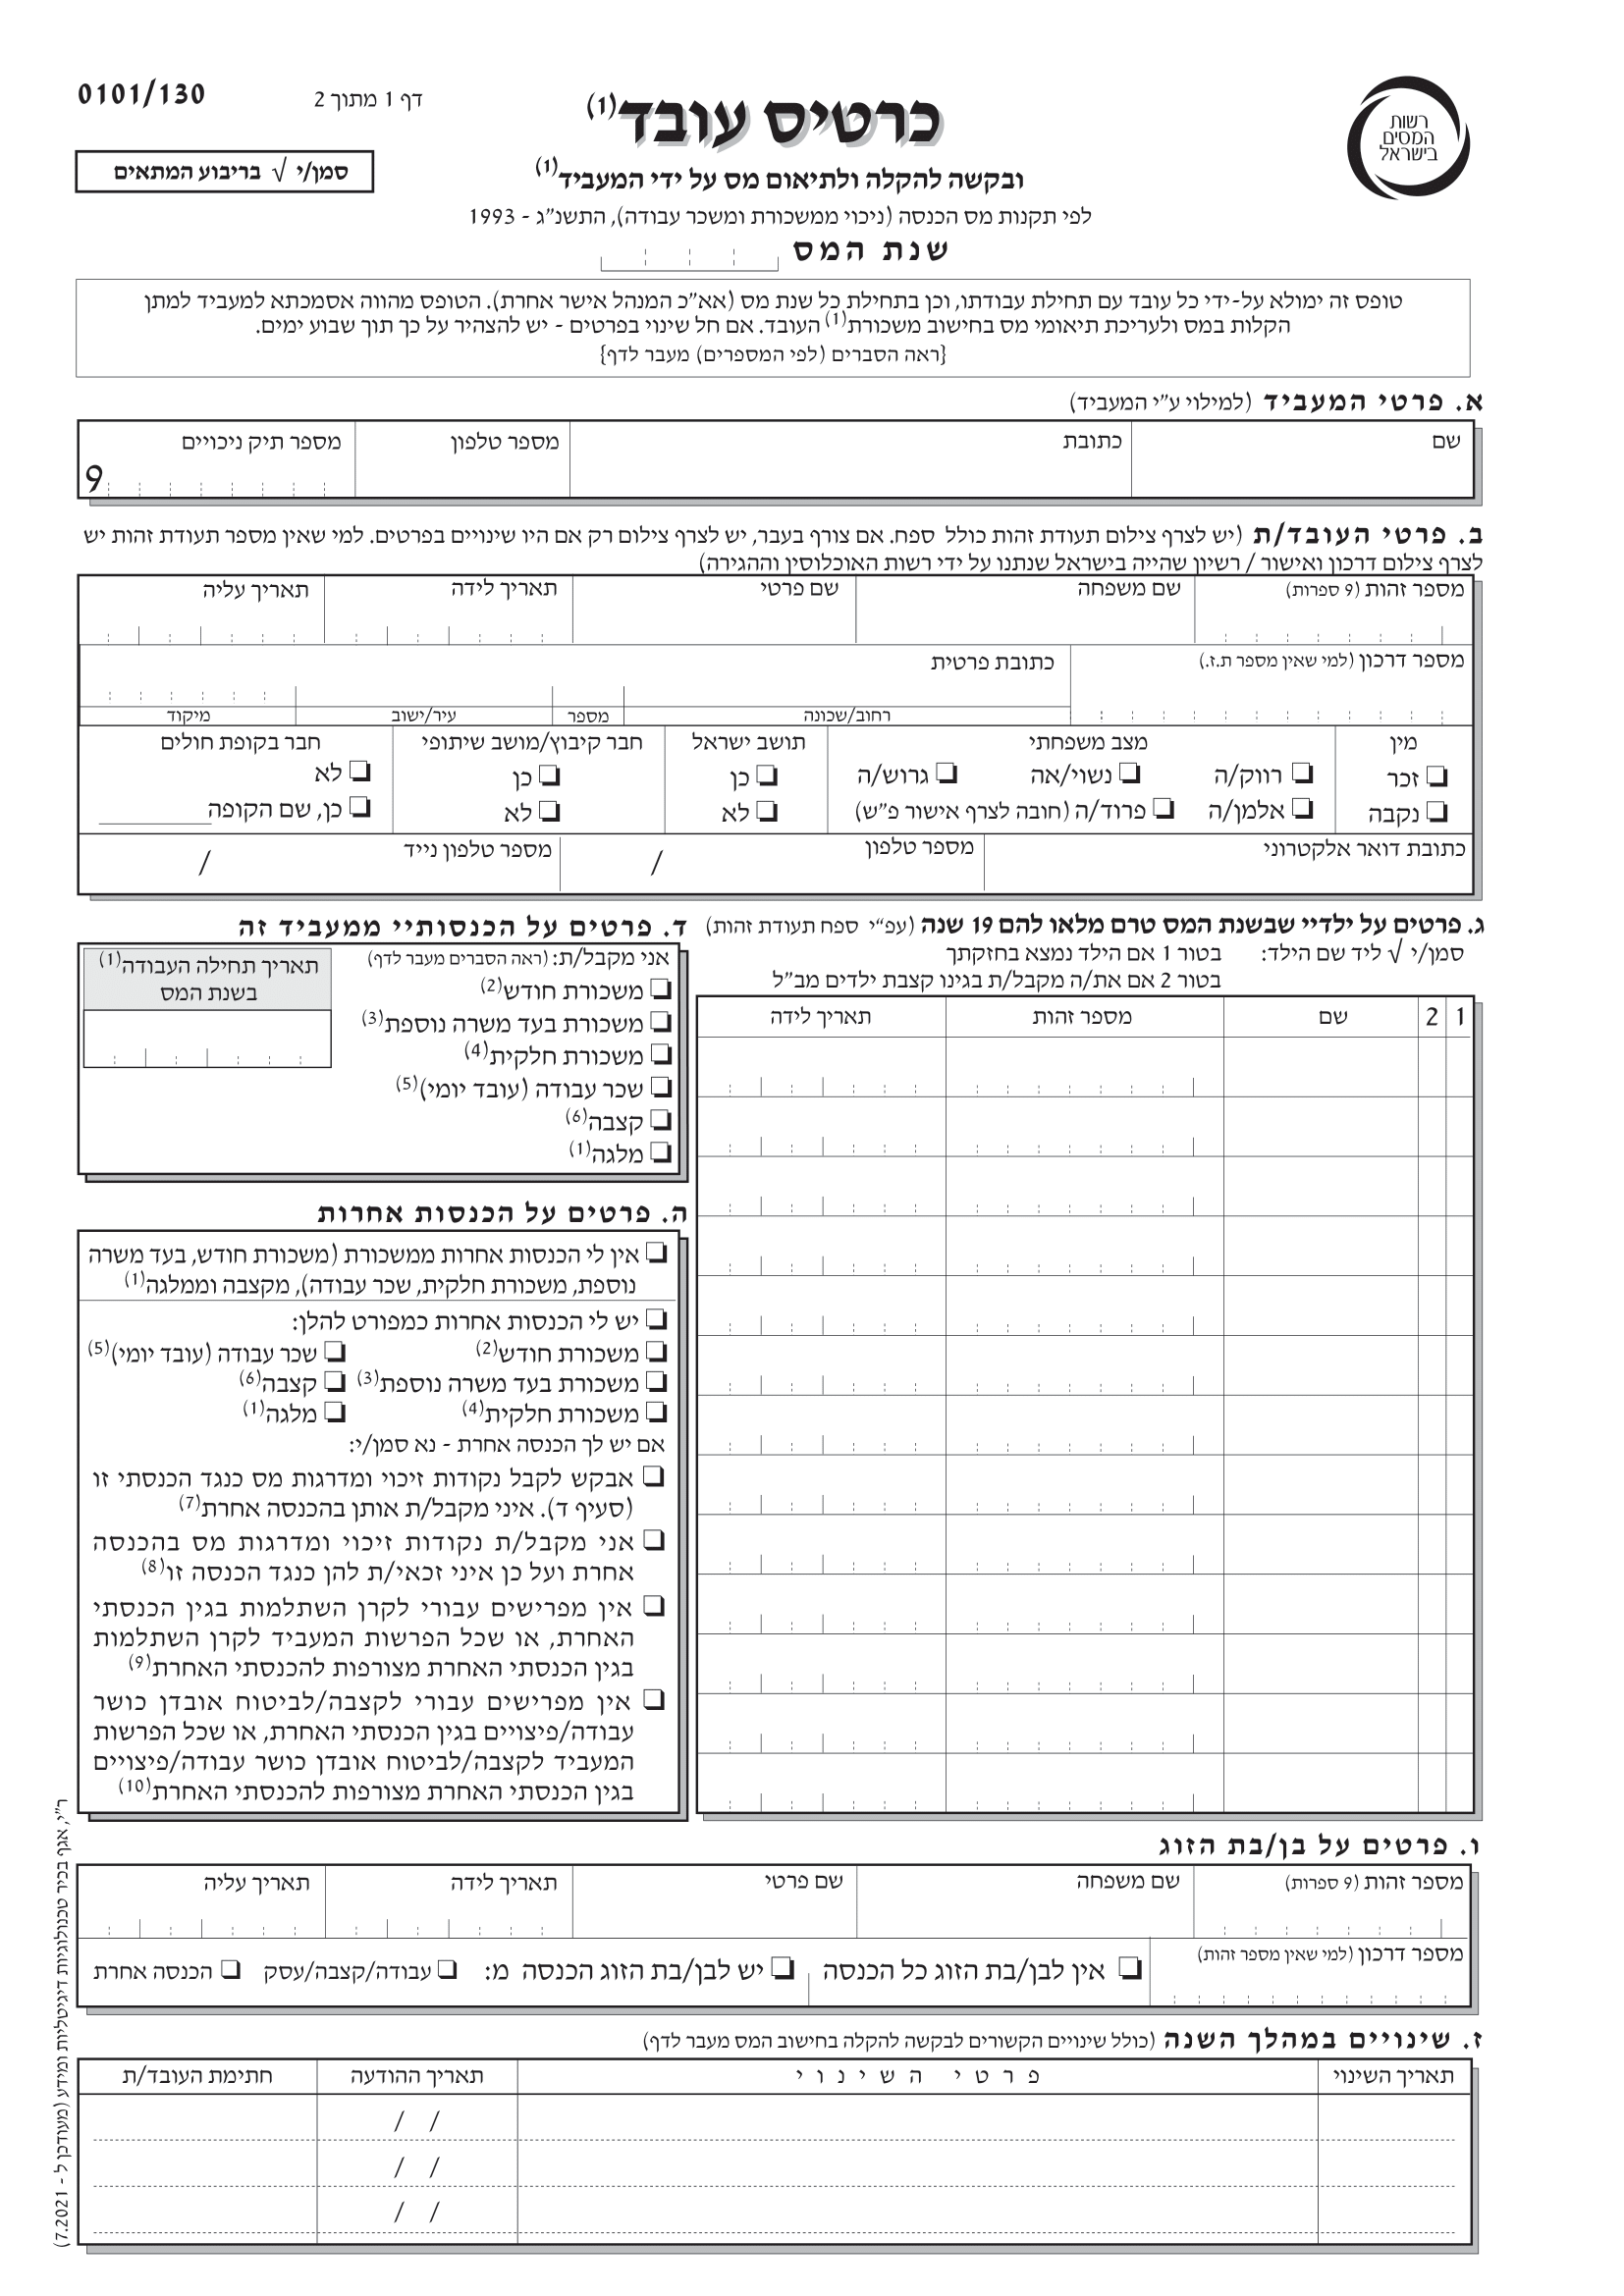 0101/130
דף 1 מתוך 2
כרטיס עובד(1)
רשות
המסים
בישראל
סמן/י √ בריבוע המתאים
ובקשה להקלה ולתיאום מס על ידי המעביד(1)
לפי תקנות מס הכנסה (ניכוי ממשכורת ומשכר עבודה), התשנ"ג - 1993
שנת המס
טופס זה ימולא על-ידי כל עובד עם תחילת עבודתו, וכן בתחילת כל שנת מס (אא"כ המנהל אישר אחרת). הטופס מהווה אסמכתא למעביד למתן
הקלות במס ולעריכת תיאומי מס בחישוב משכורת(1) העובד. אם חל שינוי בפרטים - יש להצהיר על כך תוך שבוע ימים.
{ראה הסברים (לפי המספרים) מעבר לדף}
א. פרטי המעביד (למילוי ע"י המעביד)
שם
כתובת
מספר טלפון
מספר תיק ניכויים
9
ב. פרטי העובד/ת (יש לצרף צילום תעודת זהות כולל ספח. אם צורף בעבר, יש לצרף צילום רק אם היו שינויים בפרטים. למי שאין מספר תעודת זהות יש
לצרף צילום דרכון ואישור / רשיון שהייה בישראל שנתנו על ידי רשות האוכלוסין וההגירה)
מספר זהות (9 ספרות)
שם משפחה
שם פרטי
תאריך לידה
תאריך עליה
מספר דרכון (למי שאין מספר ת.ז.)
כתובת פרטית
רחוב/שכונה
מספר
עיר/ישוב
מיקוד
מין
זכר
נקבה
מצב משפחתי
רווק/ה
נשוי/אה
גרוש/ה
אלמן/ה
פרוד/ה (חובה לצרף אישור פ"ש)
תושב ישראל
כן
לא
חבר קיבוץ/מושב שיתופי
כן
לא
חבר בקופת חולים
לא
כן, שם הקופה_________
כתובת דואר אלקטרוני
מספר טלפון
/
מספר טלפון נייד
/
ג. פרטים על ילדיי שבשנת המס טרם מלאו להם 19 שנה (עפ"י ספח תעודת זהות)
סמן/י √ ליד שם הילד: בטור 1 אם הילד נמצא בחזקתך
בטור 2 אם את/ה מקבל/ת בגינו קצבת ילדים מב"ל
1
2
שם
מספר זהות
תאריך לידה
ד. פרטים על הכנסותיי ממעביד זה
אני מקבל/ת: (ראה הסברים מעבר לדף)
משכורת חודש(2)
משכורת בעד משרה נוספת(3)
משכורת חלקית(4)
שכר עבודה (עובד יומי)(5)
קצבה(6)
מלגה(1)
תאריך תחילה העבודה(1)
בשנת המס
ה. פרטים על הכנסות אחרות
אין לי הכנסות אחרות ממשכורת (משכורת חודש, בעד משרה
נוספת, משכורת חלקית, שכר עבודה), מקצבה וממלגה(1)
יש לי הכנסות אחרות כמפורט להלן:
משכורת חודש(2)
שכר עבודה (עובד יומי)(5)
משכורת בעד משרה נוספת(3)
קצבה(6)
משכורת חלקית(4)
מלגה(1)
אם יש לך הכנסה אחרת - נא סמן/י:
אבקש לקבל נקודות זיכוי ומדרגות מס כנגד הכנסתי זו
(סעיף ד). איני מקבל/ת אותן בהכנסה אחרת(7)
אני מקבל/ת נקודות זיכוי ומדרגות מס בהכנסה
אחרת ועל כן איני זכאי/ת להן כנגד הכנסה זו(8)
אין מפרישים עבורי לקרן השתלמות בגין הכנסתי
האחרת, או שכל הפרשות המעביד לקרן השתלמות
בגין הכנסתי האחרת מצורפות להכנסתי האחרת(9)
אין מפרישים עבורי לקצבה/לביטוח אובדן כושר
עבודה/פיצויים בגין הכנסתי האחרת, או שכל הפרשות
המעביד לקצבה/לביטוח אובדן כושר עבודה/פיצויים
בגין הכנסתי האחרת מצורפות להכנסתי האחרת(10)
ו. פרטים על בן/בת הזוג
מספר זהות (9 ספרות)
שם משפחה
שם פרטי
תאריך לידה
תאריך עליה
מספר דרכון (למי שאין מספר זהות)
אין לבן/בת הזוג כל הכנסה
יש לבן/בת הזוג הכנסה מ:
עבודה/קצבה/עסק
הכנסה אחרת
ז. שינויים במהלך השנה (כולל שינויים הקשורים לבקשה להקלה בחישוב המס מעבר לדף)
תאריך השינוי
פרטי השינוי
תאריך ההודעה
חתימת העובד/ת
/ /
/ /
/ /
ר"י, אגף בכיר טכנולוגיות דיגיטליות ומידע (מעודכן ל - 7.2021)